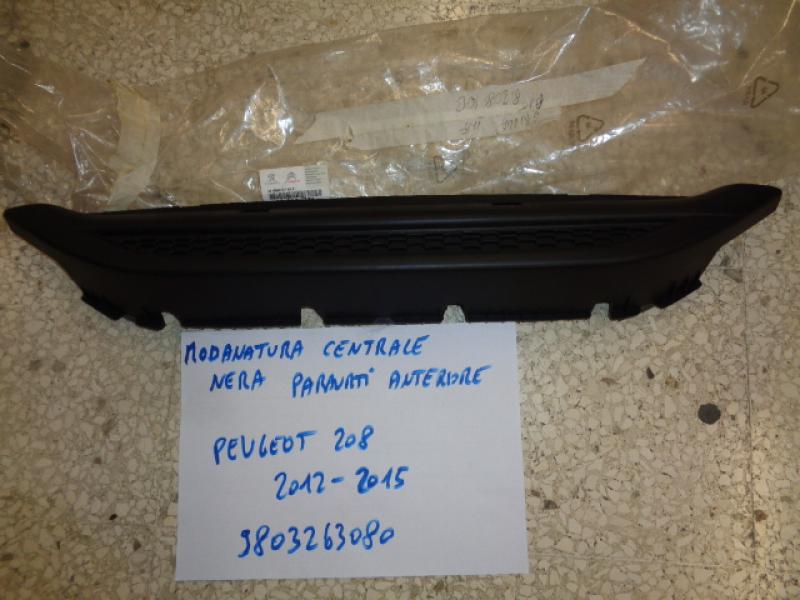 MODANATURA CENTRALE
NERA PARAURTI ANTERIORE
PEUGEOT 208
2012-2015
9803263080